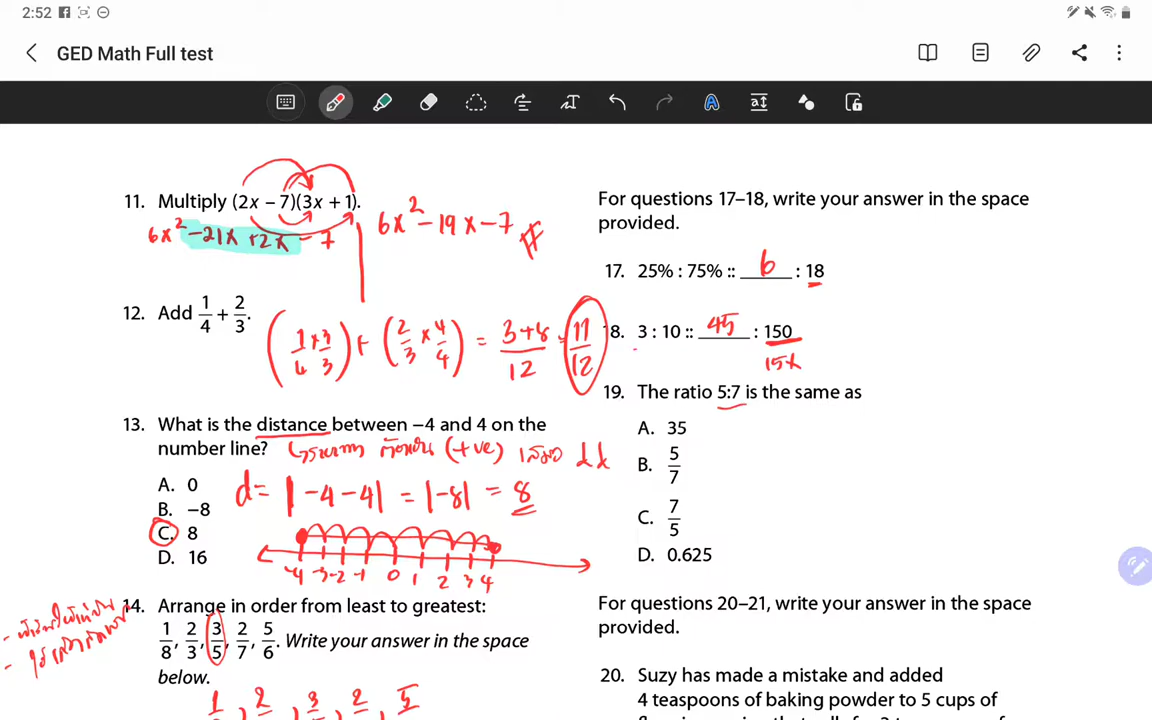 2:52
GED Math Full test
11. Multiply (2x − 7)(3x + 1).
6x² −21x +2x − 7
6x² − 19x − 7
12. Add 1/4 + 2/3.
(1/4 × 3/3) + (2/3 × 4/4) = 3+8/12 = 11/12
13. What is the distance between −4 and 4 on the
number line?
(+ve)
A. 0
B. −8
C. 8
D. 16
d = |−4 −4| = |−8| = 8
-4 -3 -2 -1 0 1 2 3 4
14. Arrange in order from least to greatest:
1/8, 2/3, 3/5, 2/7, 5/6. Write your answer in the space
below.
1 , 2 , 3 , 2 , 5
For questions 17–18, write your answer in the space
provided.
17. 25% : 75% :: 6 : 18
18. 3 : 10 :: 45 : 150
15x
19. The ratio 5:7 is the same as
A. 35
B. 5/7
C. 7/5
D. 0.625
For questions 20–21, write your answer in the space
provided.
20. Suzy has made a mistake and added
4 teaspoons of baking powder to 5 cups of